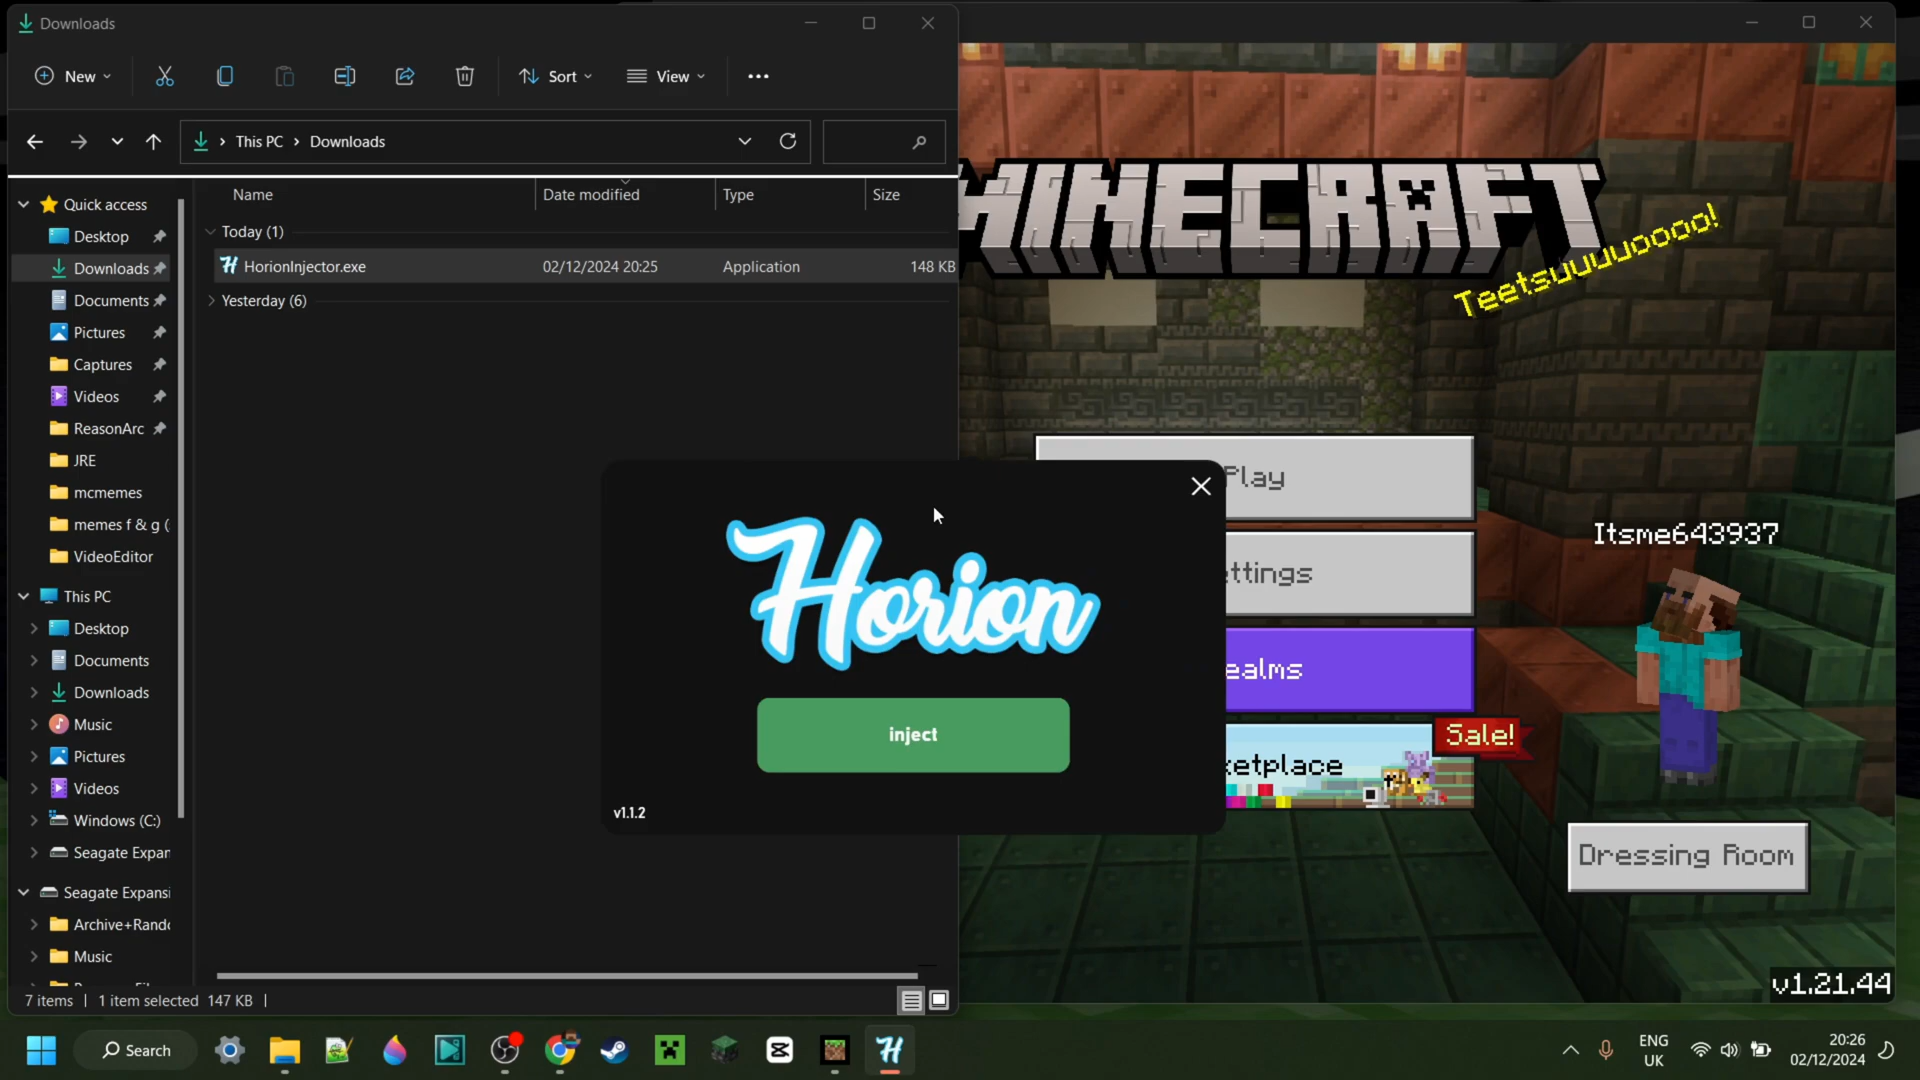 Downloads
New
Sort
View
This PC > Downloads
Name
Date modified
Type
Size
Today (1)
HorionInjector.exe
02/12/2024 20:25
Application
148 KB
Yesterday (6)
Quick access
Desktop
Downloads
Documents
Pictures
Captures
Videos
ReasonArc
JRE
mcmemes
memes f & g (
VideoEditor
This PC
Desktop
Documents
Downloads
Music
Pictures
Videos
Windows (C:)
Seagate Expan
Seagate Expansi
Archive+Rando
Music
7 items
1 item selected
147 KB
Horion
inject
v1.1.2
MINECRAFT
Teetsuuuuoooo!
Play
ettings
ealms
ketplace
Sale!
Itsme643937
Dressing Room
v1.21.44
Search
ENG
UK
20:26
02/12/2024